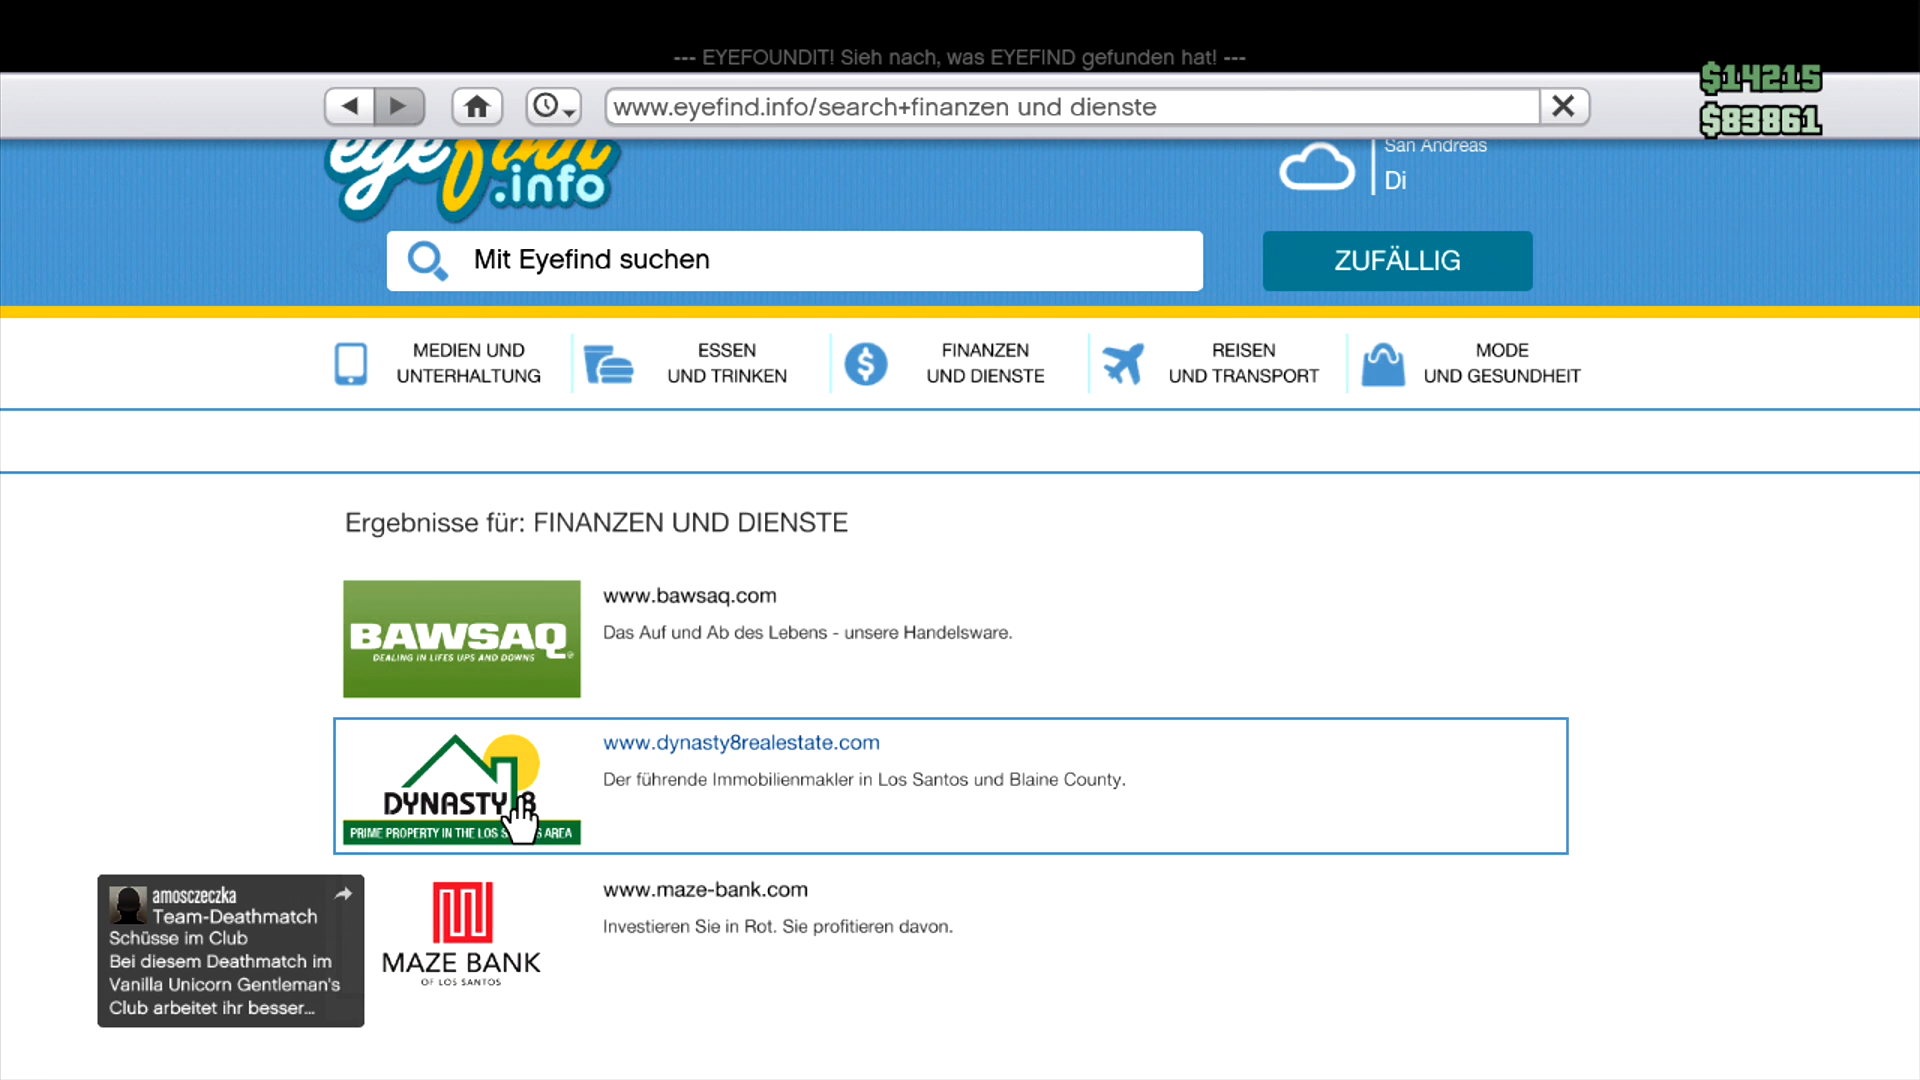 --- EYEFOUNDIT! Sieh nach, was EYEFIND gefunden hat! ---
$14215
www.eyefind.info/search+finanzen und dienste
$83861
eyefind
.info
San Andreas
Di
Mit Eyefind suchen
ZUFÄLLIG
MEDIEN UND
UNTERHALTUNG
ESSEN
UND TRINKEN
FINANZEN
UND DIENSTE
REISEN
UND TRANSPORT
MODE
UND GESUNDHEIT
Ergebnisse für: FINANZEN UND DIENSTE
BAWSAQ
DEALING IN LIFES UPS AND DOWNS
www.bawsaq.com
Das Auf und Ab des Lebens - unsere Handelsware.
DYNASTY 8
PRIME PROPERTY IN THE LOS SANTOS AREA
www.dynasty8realestate.com
Der führende Immobilienmakler in Los Santos und Blaine County.
MAZE BANK
OF LOS SANTOS
www.maze-bank.com
Investieren Sie in Rot. Sie profitieren davon.
amosczeczka
Team-Deathmatch
Schüsse im Club
Bei diesem Deathmatch im
Vanilla Unicorn Gentleman's
Club arbeitet ihr besser...